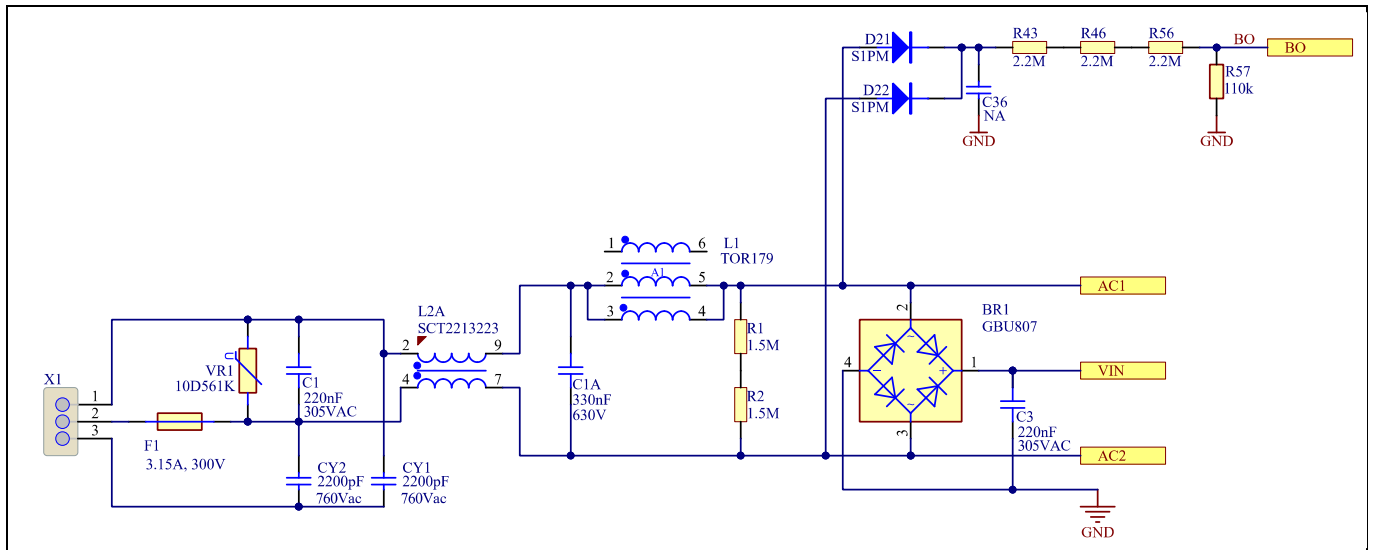 D21
S1PM
D22
S1PM
C36
NA
GND
R43
2.2M
R46
2.2M
R56
2.2M
BO
BO
R57
110k
GND
1
6
L1
TOR179
2
A1
5
3
4
AC1
L2A
SCT2213223
2
9
4
7
R1
1.5M
R2
1.5M
C1A
330nF
630V
BR1
GBU807
2
~
4
−
+
1
~
3
VIN
C3
220nF
305VAC
AC2
GND
X1
1
2
3
U
VR1
10D561K
C1
220nF
305VAC
F1
3.15A, 300V
CY2
2200pF
760Vac
CY1
2200pF
760Vac